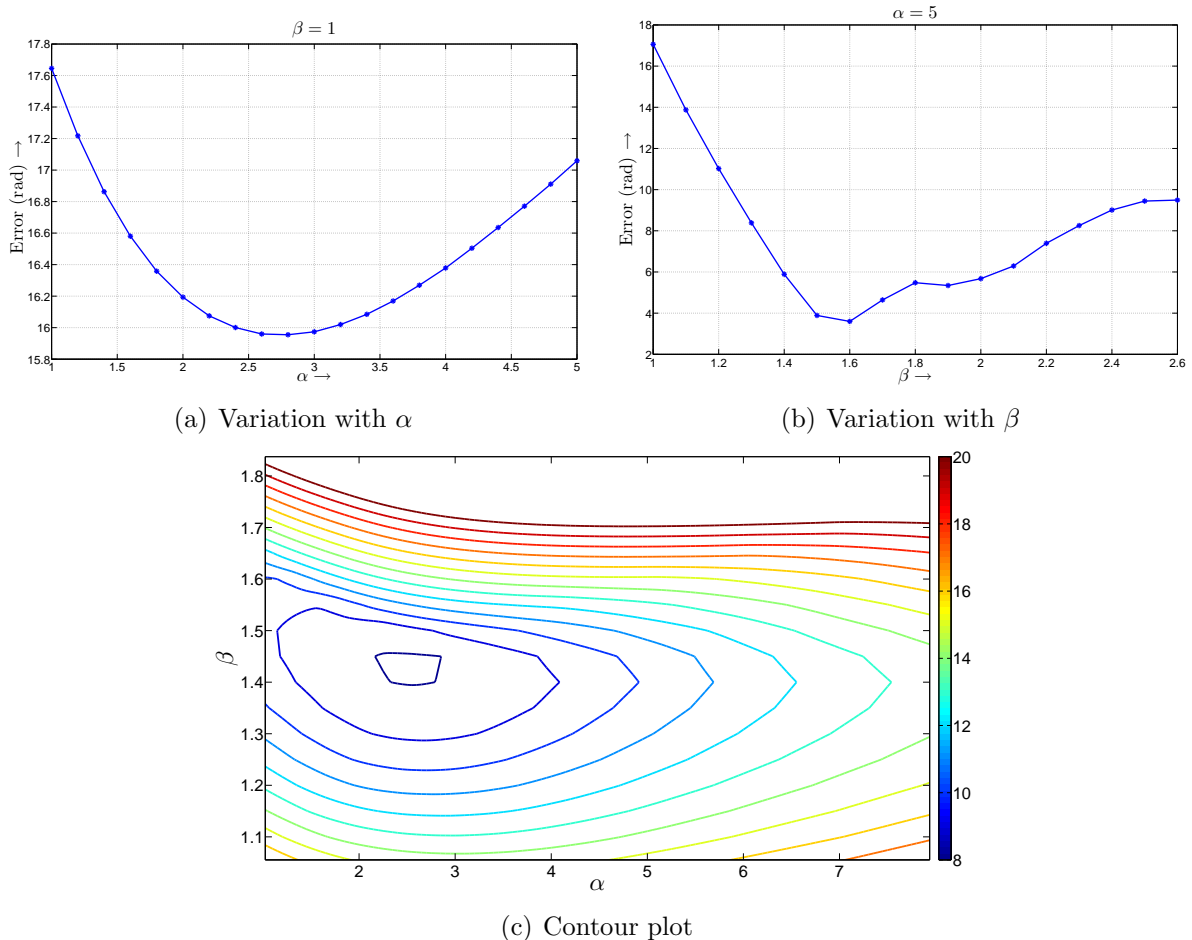 β = 1
17.8
17.6
17.4
17.2
17
16.8
16.6
16.4
16.2
16
15.8
1 1.5 2 2.5 3 3.5 4 4.5 5
Error (rad) →
α →
(a) Variation with α
α = 5
18
16
14
12
10
8
6
4
2
1 1.2 1.4 1.6 1.8 2 2.2 2.4 2.6
Error (rad) →
β →
(b) Variation with β
1.8
1.7
1.6
1.5
1.4
1.3
1.2
1.1
β
2 3 4 5 6 7
α
20
18
16
14
12
10
8
(c) Contour plot